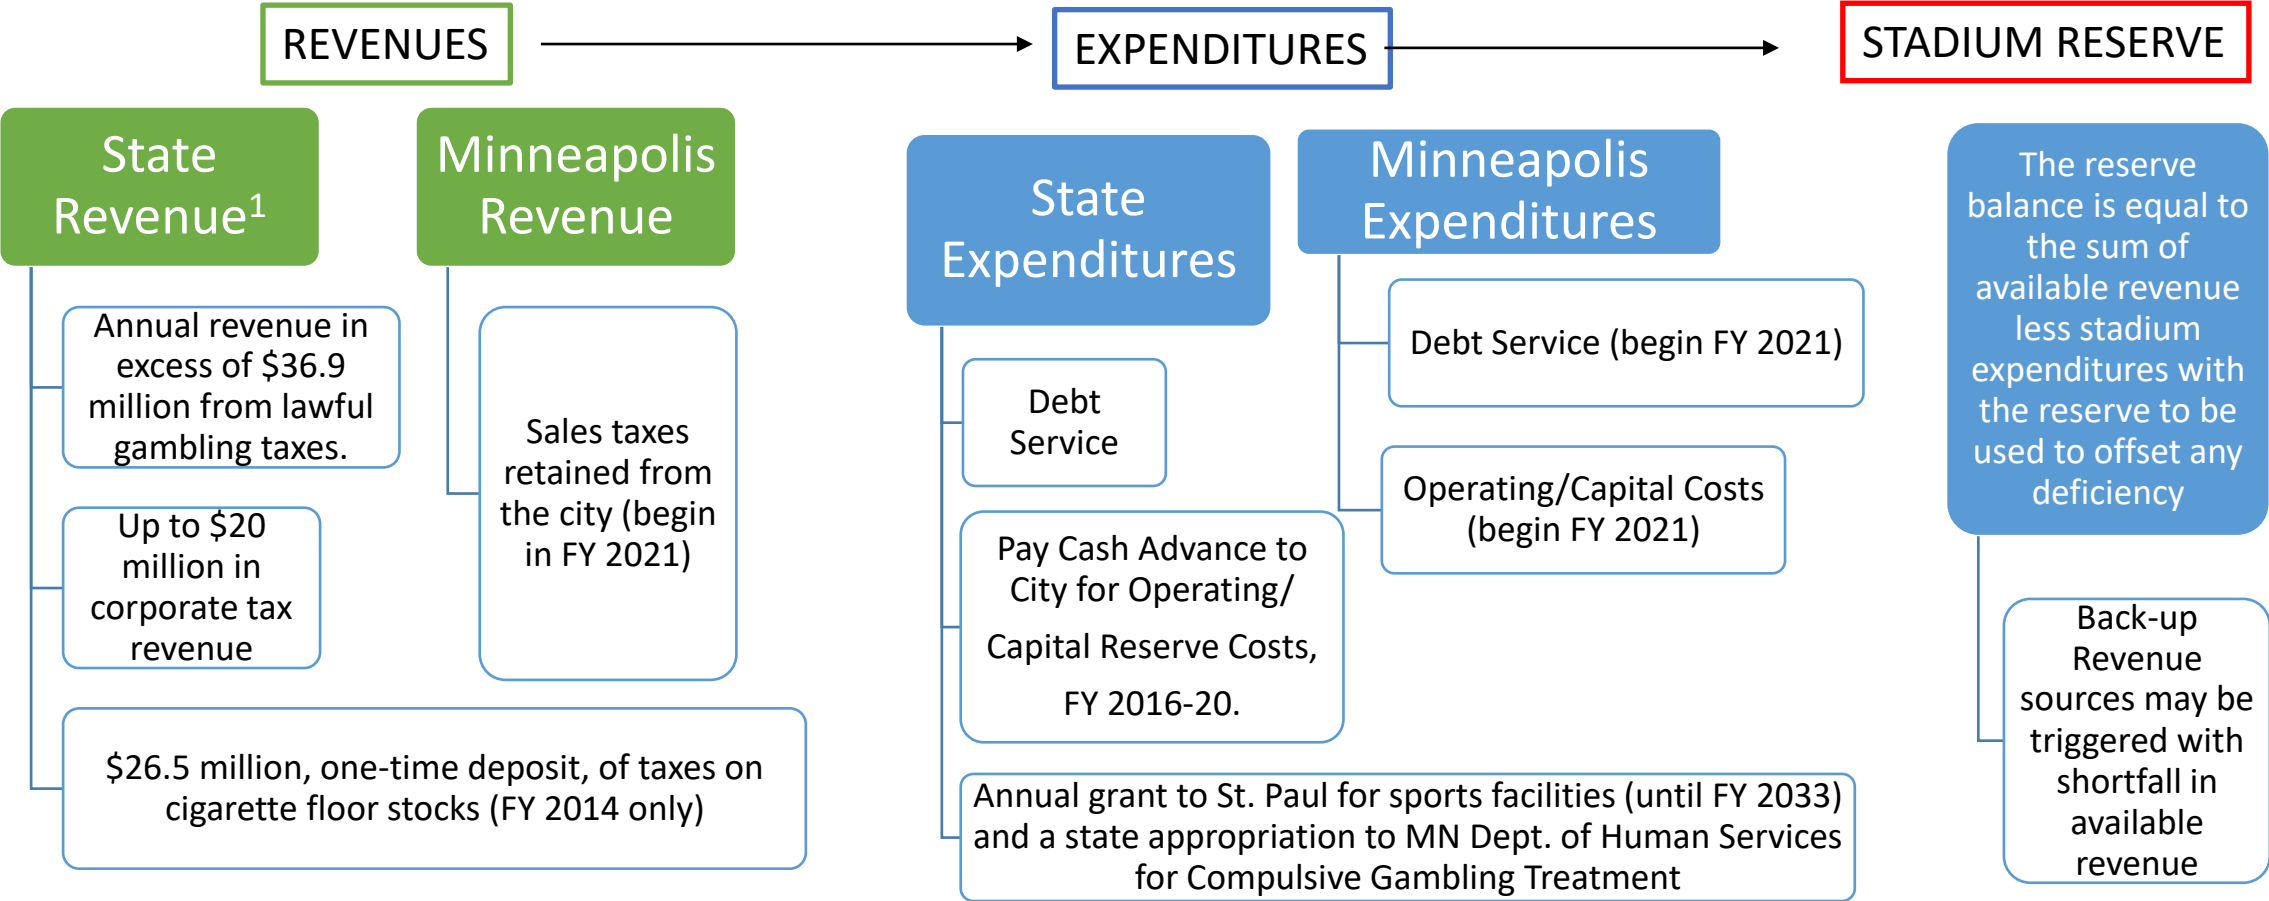 REVENUES
EXPENDITURES
STADIUM RESERVE
State
Revenue¹
Annual revenue in
excess of $36.9
million from lawful
gambling taxes.
Up to $20
million in
corporate tax
revenue
$26.5 million, one-time deposit, of taxes on
cigarette floor stocks (FY 2014 only)
Minneapolis
Revenue
Sales taxes
retained from
the city (begin
in FY 2021)
State
Expenditures
Debt
Service
Pay Cash Advance to
City for Operating/
Capital Reserve Costs,
FY 2016-20.
Annual grant to St. Paul for sports facilities (until FY 2033)
and a state appropriation to MN Dept. of Human Services
for Compulsive Gambling Treatment
Minneapolis
Expenditures
Debt Service (begin FY 2021)
Operating/Capital Costs
(begin FY 2021)
The reserve
balance is equal to
the sum of
available revenue
less stadium
expenditures with
the reserve to be
used to offset any
deficiency
Back-up
Revenue
sources may be
triggered with
shortfall in
available
revenue